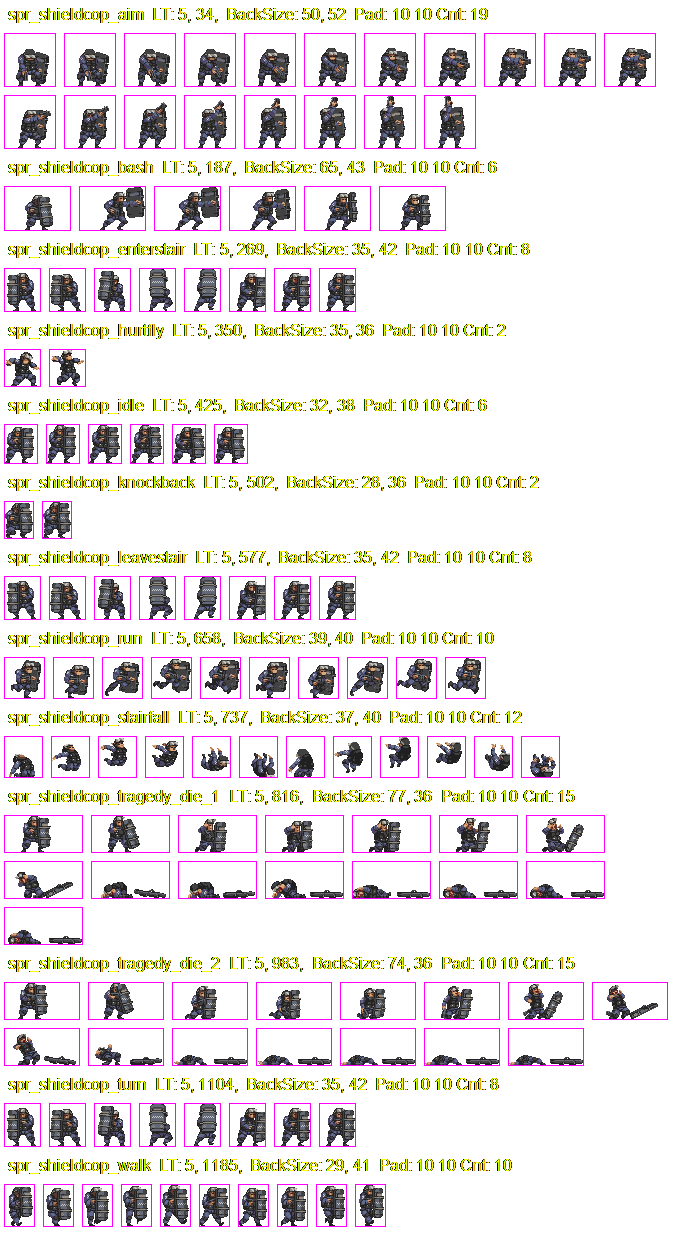 spr_shieldcop_aim LT: 5, 34, BackSize: 50, 52 Pad: 10 10 Cnt: 19
spr_shieldcop_bash LT: 5, 187, BackSize: 65, 43 Pad: 10 10 Cnt: 6
spr_shieldcop_enterstair LT: 5, 269, BackSize: 35, 42 Pad: 10 10 Cnt: 8
spr_shieldcop_hurtfly LT: 5, 350, BackSize: 35, 36 Pad: 10 10 Cnt: 2
spr_shieldcop_idle LT: 5, 425, BackSize: 32, 38 Pad: 10 10 Cnt: 6
spr_shieldcop_knockback LT: 5, 502, BackSize: 28, 36 Pad: 10 10 Cnt: 2
spr_shieldcop_leavestair LT: 5, 577, BackSize: 35, 42 Pad: 10 10 Cnt: 8
spr_shieldcop_run LT: 5, 658, BackSize: 39, 40 Pad: 10 10 Cnt: 10
spr_shieldcop_stairfall LT: 5, 737, BackSize: 37, 40 Pad: 10 10 Cnt: 12
spr_shieldcop_tragedy_die_1 LT: 5, 816, BackSize: 77, 36 Pad: 10 10 Cnt: 15
spr_shieldcop_tragedy_die_2 LT: 5, 983, BackSize: 74, 36 Pad: 10 10 Cnt: 15
spr_shieldcop_turn LT: 5, 1104, BackSize: 35, 42 Pad: 10 10 Cnt: 8
spr_shieldcop_walk LT: 5, 1185, BackSize: 29, 41 Pad: 10 10 Cnt: 10